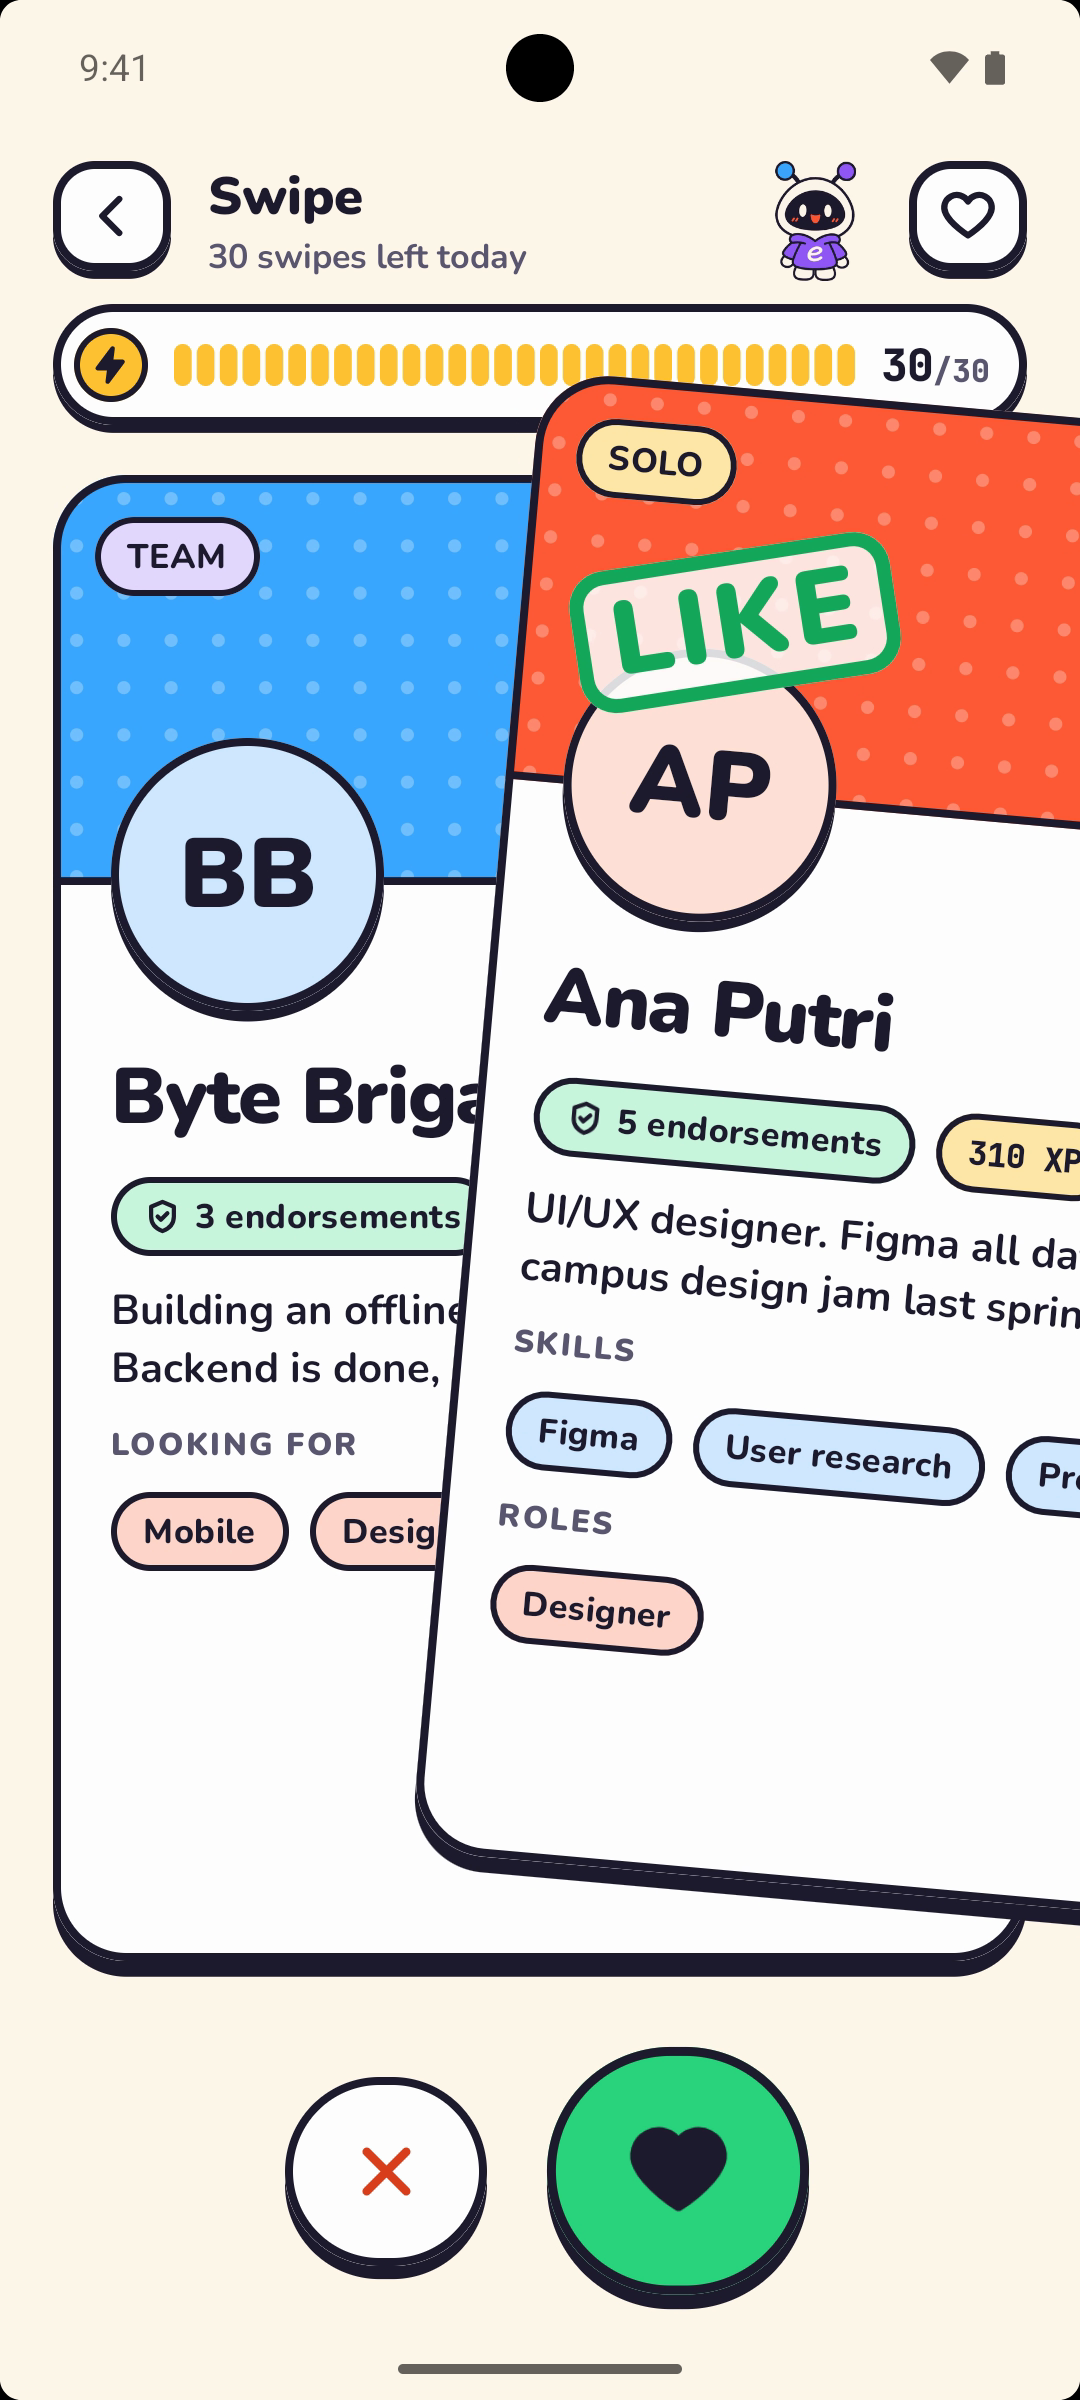 9:41
Swipe
30 swipes left today
e
30/30
TEAM
BB
Byte Briga
3 endorsements
Building an offline
Backend is done,
LOOKING FOR
Mobile
Desig
SOLO
LIKE
AP
Ana Putri
5 endorsements
310 XP
UI/UX designer. Figma all da
campus design jam last sprin
SKILLS
Figma
User research
Pro
ROLES
Designer